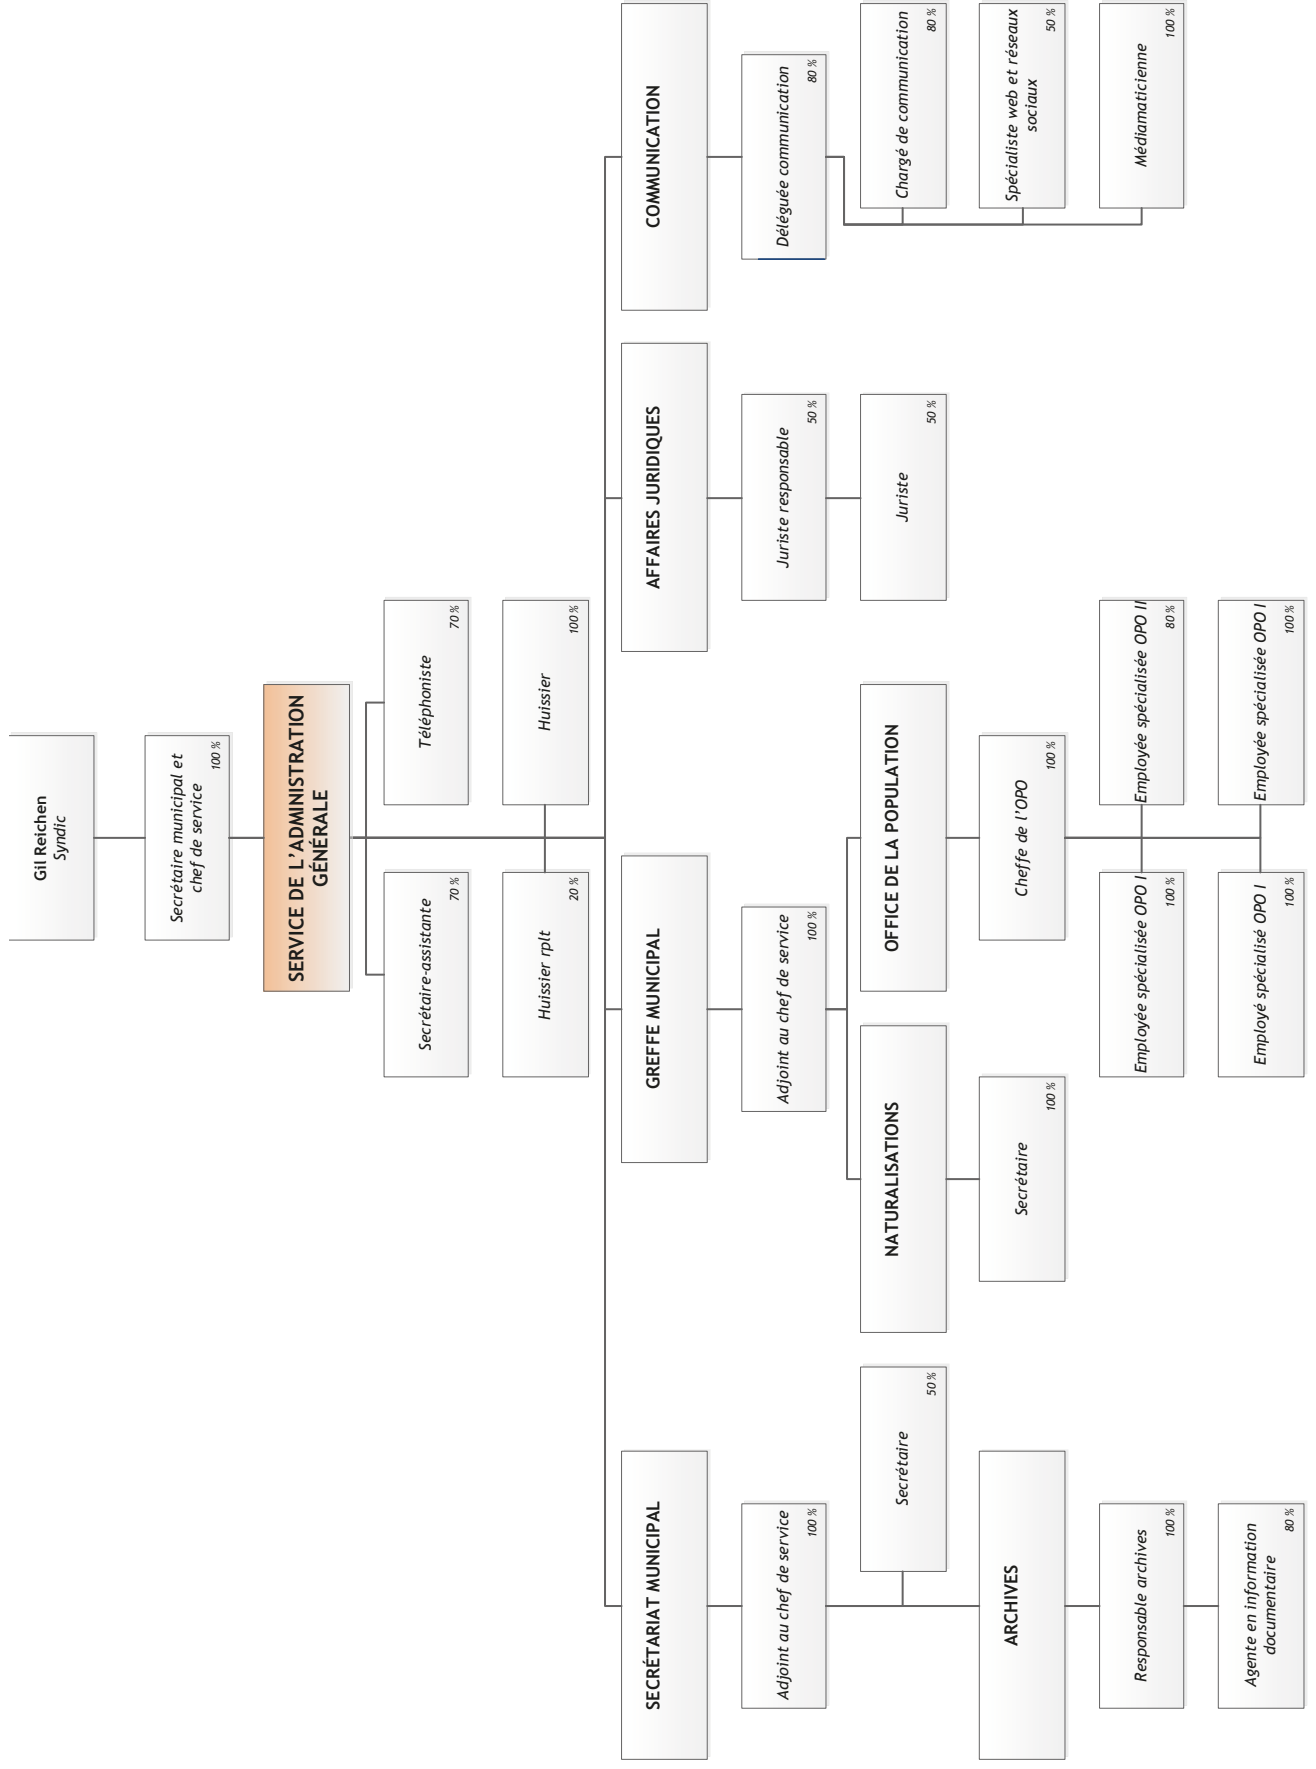 Gil Reichen
Syndic
Secrétaire municipal et
chef de service
100 %
SERVICE DE L’ADMINISTRATION
GÉNÉRALE
Secrétaire-assistante
70 %
Téléphoniste
70 %
Huissier rplt
20 %
Huissier
100 %
SECRÉTARIAT MUNICIPAL
Adjoint au chef de service
100 %
Secrétaire
50 %
ARCHIVES
Responsable archives
100 %
Agente en information
documentaire
80 %
GREFFE MUNICIPAL
Adjoint au chef de service
100 %
NATURALISATIONS
Secrétaire
100 %
OFFICE DE LA POPULATION
Cheffe de l’OPO
100 %
Employée spécialisée OPO I
100 %
Employée spécialisée OPO II
80 %
Employé spécialisé OPO I
100 %
Employée spécialisée OPO I
100 %
AFFAIRES JURIDIQUES
Juriste responsable
50 %
Juriste
50 %
COMMUNICATION
Déléguée communication
80 %
Chargé de communication
80 %
Spécialiste web et réseaux
sociaux
50 %
Médiamaticienne
100 %